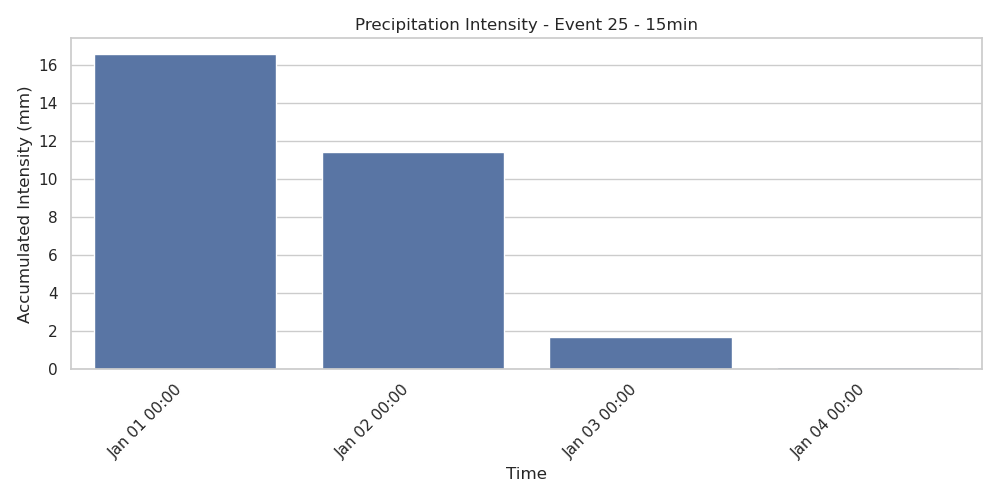 Precipitation Intensity - Event 25 - 15min
Accumulated Intensity (mm)
16
14
12
10
8
6
4
2
0
Jan 01 00:00
Jan 02 00:00
Jan 03 00:00
Jan 04 00:00
Time